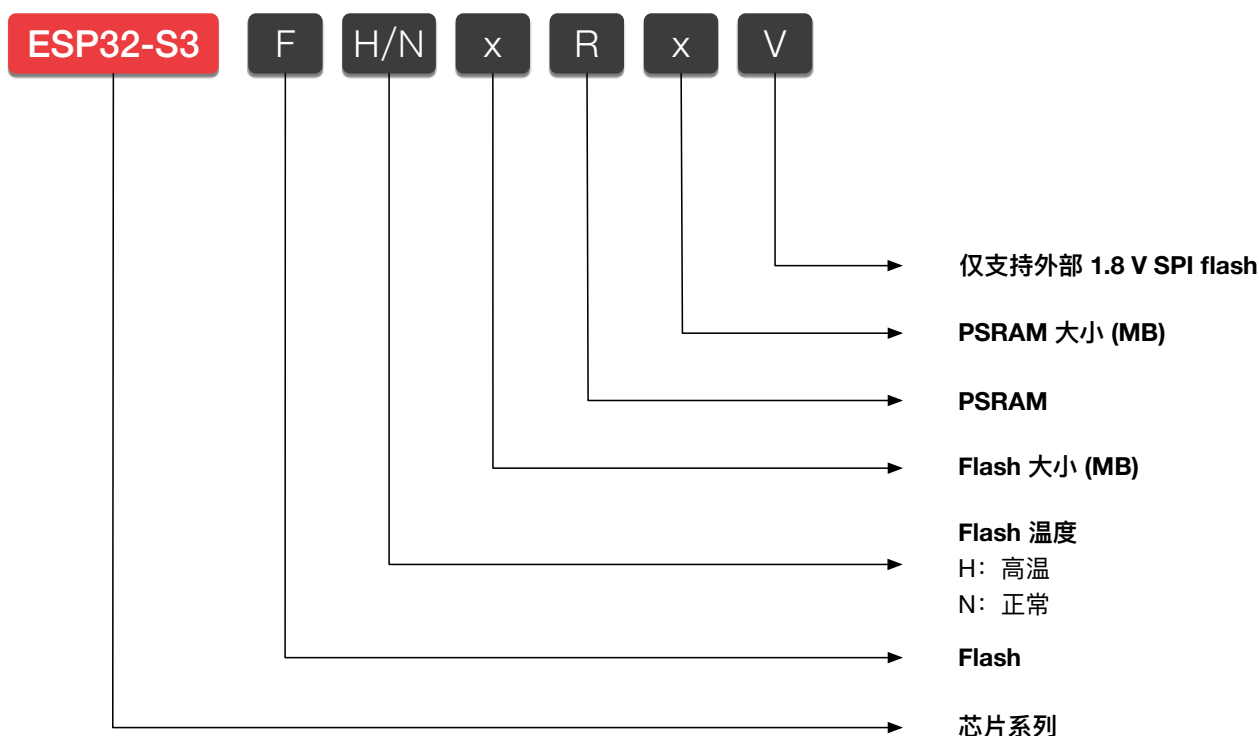 ESP32-S3 F H/N x R x V
仅支持外部 1.8 V SPI flash
PSRAM 大小 (MB)
PSRAM
Flash 大小 (MB)
Flash 温度
H：高温
N：正常
Flash
芯片系列